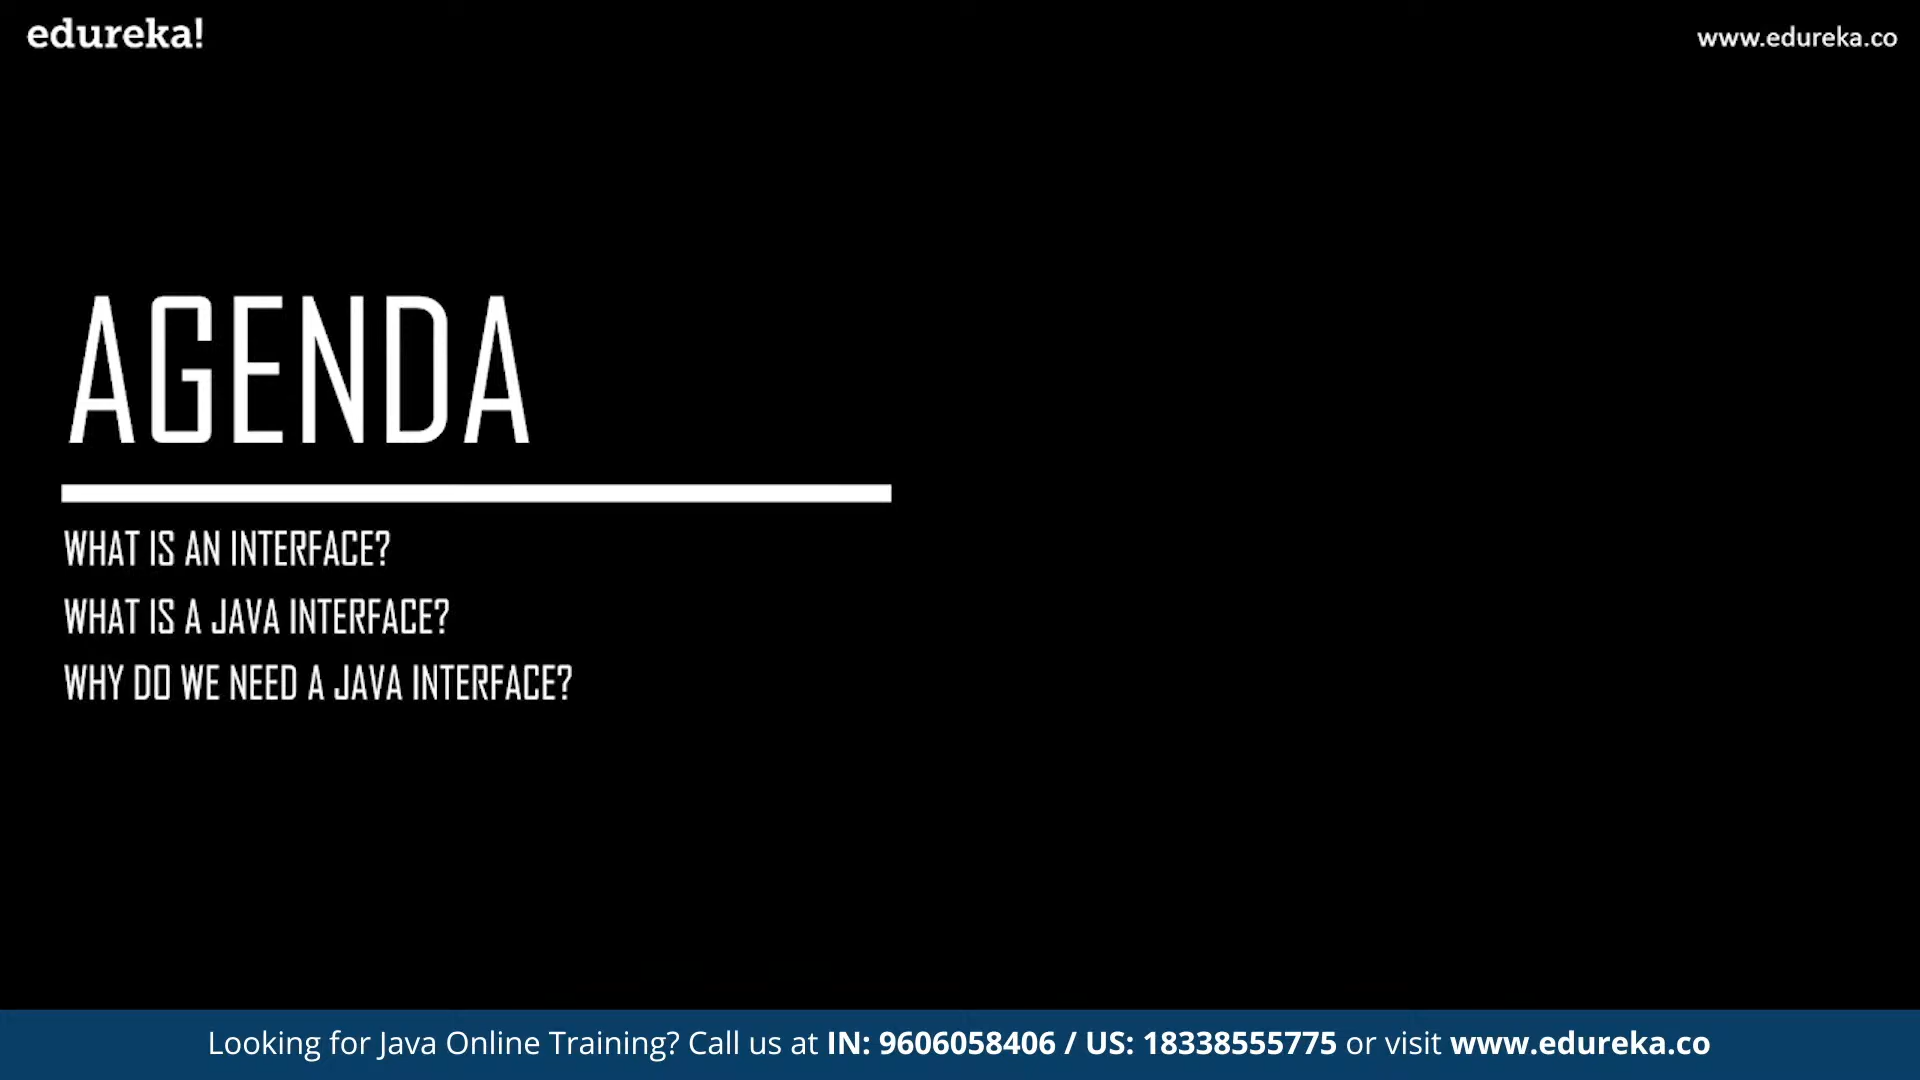 edureka!
www.edureka.co
AGENDA
WHAT IS AN INTERFACE?
WHAT IS A JAVA INTERFACE?
WHY DO WE NEED A JAVA INTERFACE?
Looking for Java Online Training? Call us at IN: 9606058406 / US: 18338555775 or visit www.edureka.co